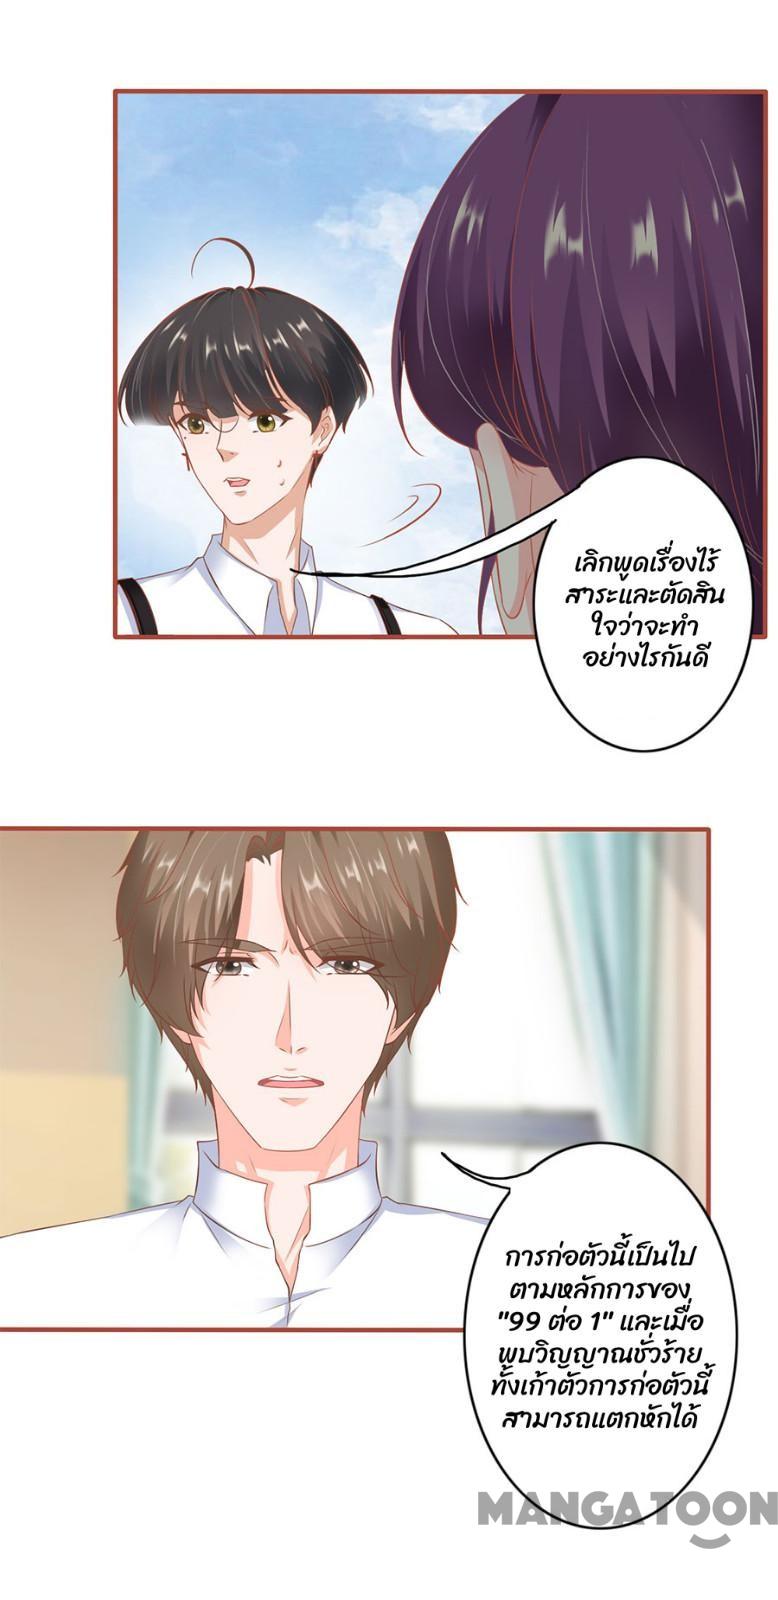 เลิกพูดเรื่องไร้
สาระและตัดสิน
ใจว่าจะทำ
อย่างไรกันดี
การก่อตัวนี้เป็นไป
ตามหลักการของ
"99 ต่อ 1" และเมื่อ
พบวิญญาณชั่วร้าย
ทั้งเก้าตัวการก่อตัวนี้
สามารถแตกหักได้
MANGATOON